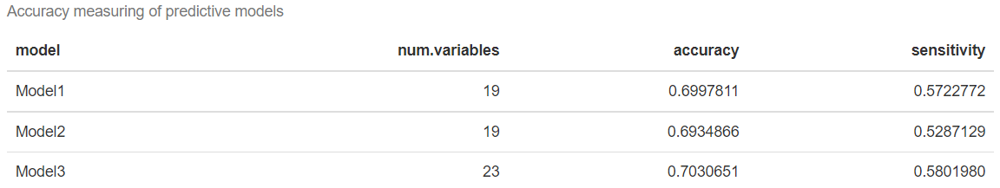 Accuracy measuring of predictive models
model num.variables accuracy sensitivity
Model1 19 0.6997811 0.5722772
Model2 19 0.6934866 0.5287129
Model3 23 0.7030651 0.5801980